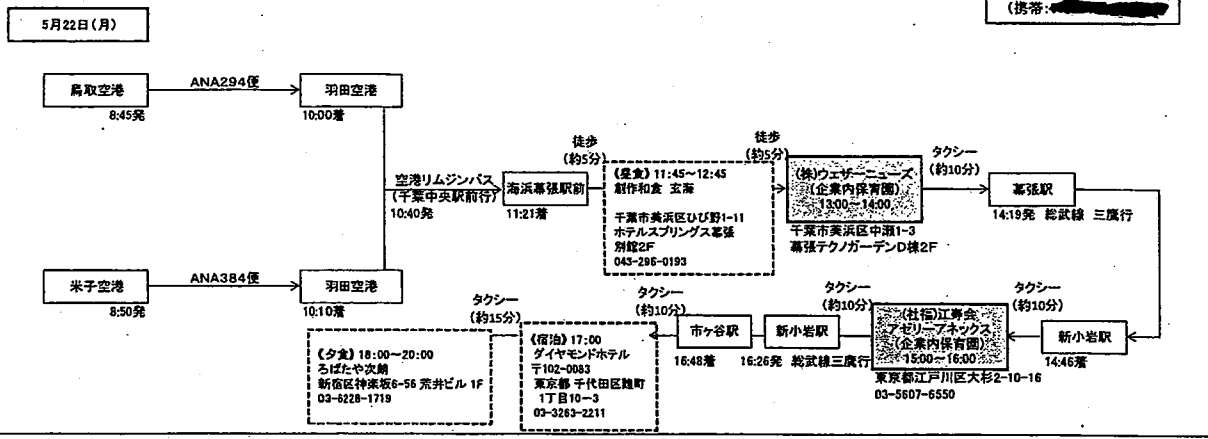 (携帯:
5月22日(月)
鳥取空港
ANA294便
羽田空港
8:45発
10:00着
米子空港
ANA384便
羽田空港
8:50発
10:10着
空港リムジンバス
(千葉中央駅前行)
10:40発
海浜幕張駅前
11:21着
徒歩
(約5分)
《昼食》11:45~12:45
創作和食 玄海
千葉市美浜区ひび野1-11
ホテルスプリングス幕張
別館2F
043-296-0193
徒歩
(約5分)
(株)ウェザーニューズ
(企業内保育園)
13:00~14:00
千葉市美浜区中瀬1-3
幕張テクノガーデンD棟2F
タクシー
(約10分)
幕張駅
14:19発 総武線 三鷹行
新小岩駅
14:46着
タクシー
(約10分)
(社福)江寿会
アゼリーアネックス
(企業内保育園)
15:00~16:00
東京都江戸川区大杉2-10-16
03-5607-6550
タクシー
(約10分)
新小岩駅
16:26発 総武線三鷹行
市ヶ谷駅
16:48着
タクシー
(約10分)
《宿泊》17:00
ダイヤモンドホテル
〒102-0083
東京都 千代田区麹町
1丁目10-3
03-3263-2211
タクシー
(約15分)
《夕食》18:00~20:00
ろばたや次朗
新宿区神楽坂6-56 荒井ビル 1F
03-6228-1719